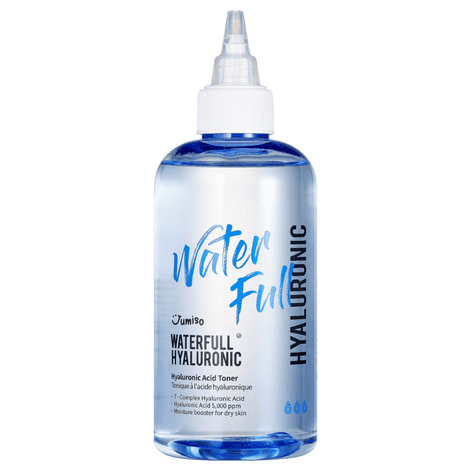 Water
Full
HYALURONIC
Jumiso
WATERFULL
HYALURONIC
Hyaluronic Acid Toner
Tonique à l'acide hyaluronique
- 7 - Complex Hyaluronic Acid
- Hyaluronic Acid 5,000 ppm
- Moisture booster for dry skin